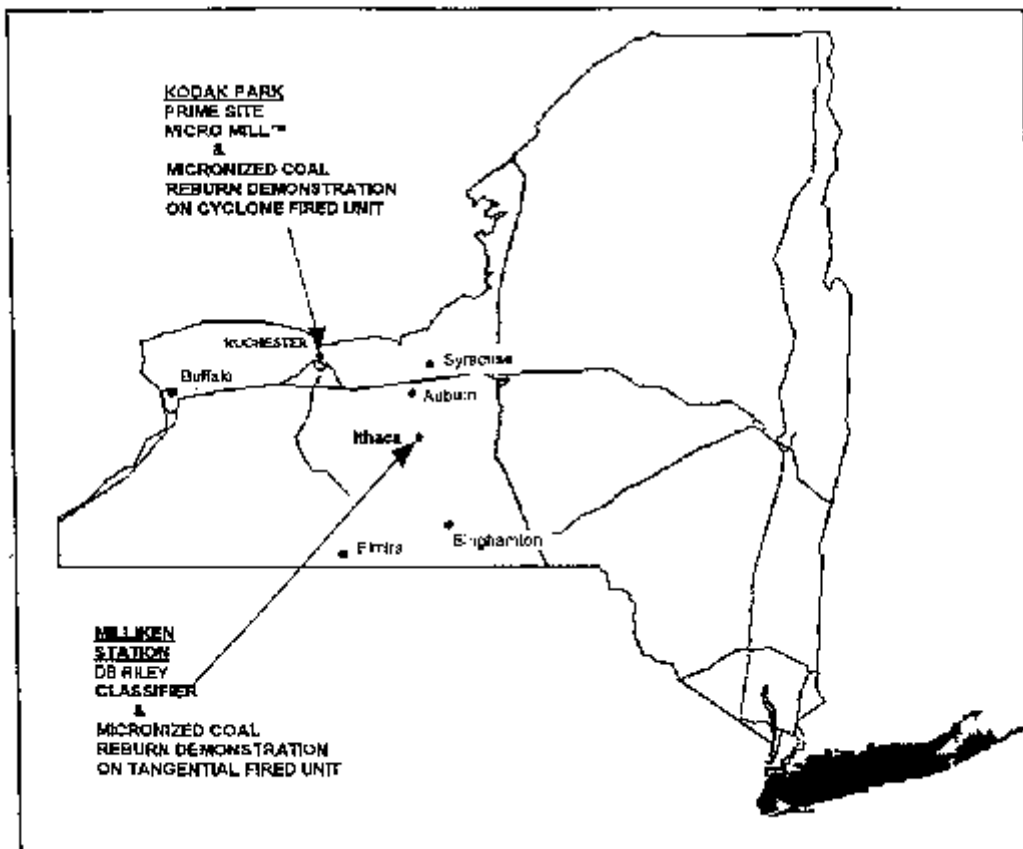 KODAK PARK
PRIME SITE
MICRO MILL™
&
MICRONIZED COAL
REBURN DEMONSTRATION
ON CYCLONE FIRED UNIT
ROCHESTER
Buffalo
Syracuse
Auburn
Ithaca
Binghamton
Elmira
MILLIKEN
STATION
DB RILEY
CLASSIFIER
&
MICRONIZED COAL
REBURN DEMONSTRATION
ON TANGENTIAL FIRED UNIT